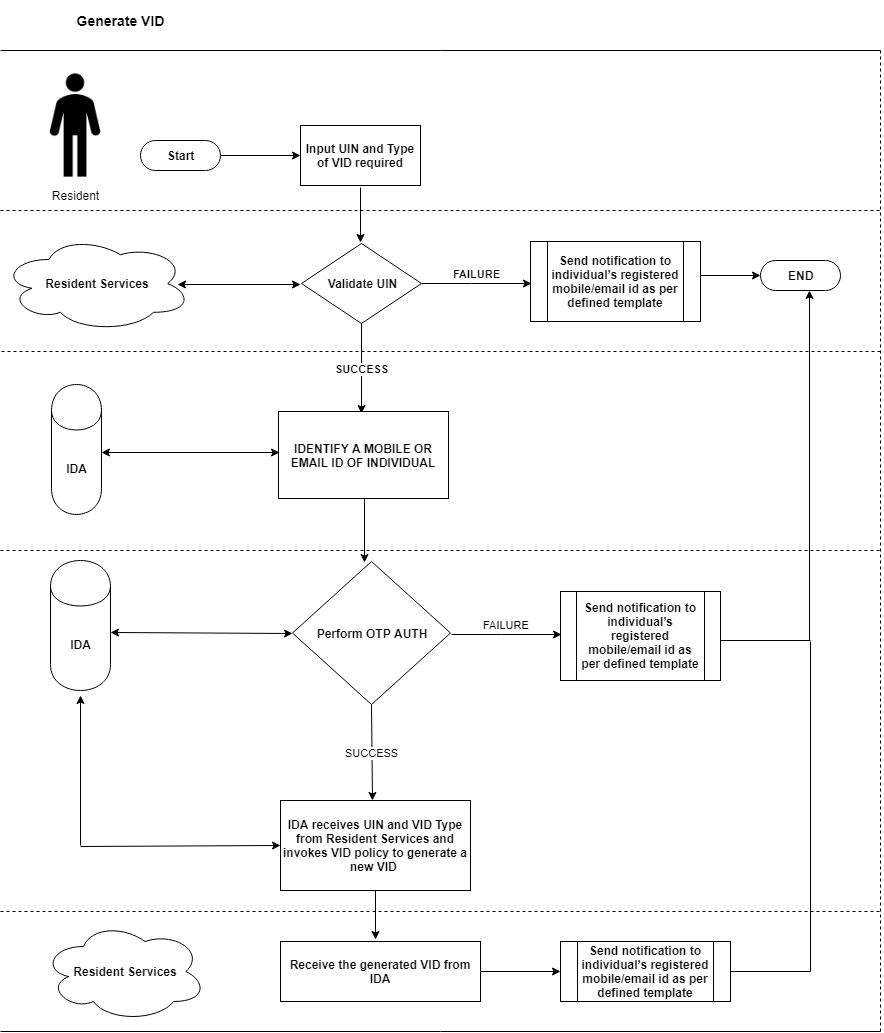 Generate VID
Start
Input UIN and Type
of VID required
Resident
Resident Services
Validate UIN
FAILURE
Send notification to
individual's registered
mobile/email id as per
defined template
END
SUCCESS
IDA
IDENTIFY A MOBILE OR
EMAIL ID OF INDIVIDUAL
IDA
Perform OTP AUTH
FAILURE
Send notification to
individual's
registered
mobile/email id as
per defined template
SUCCESS
IDA receives UIN and VID Type
from Resident Services and
invokes VID policy to generate a
new VID
Resident Services
Receive the generated VID from
IDA
Send notification to
individual's registered
mobile/email id as per
defined template